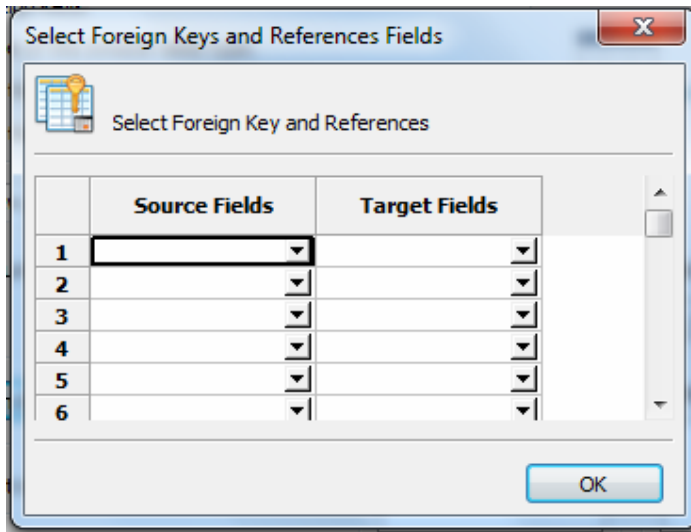 Select Foreign Keys and References Fields
Select Foreign Key and References
Source Fields Target Fields
1
2
3
4
5
6
OK